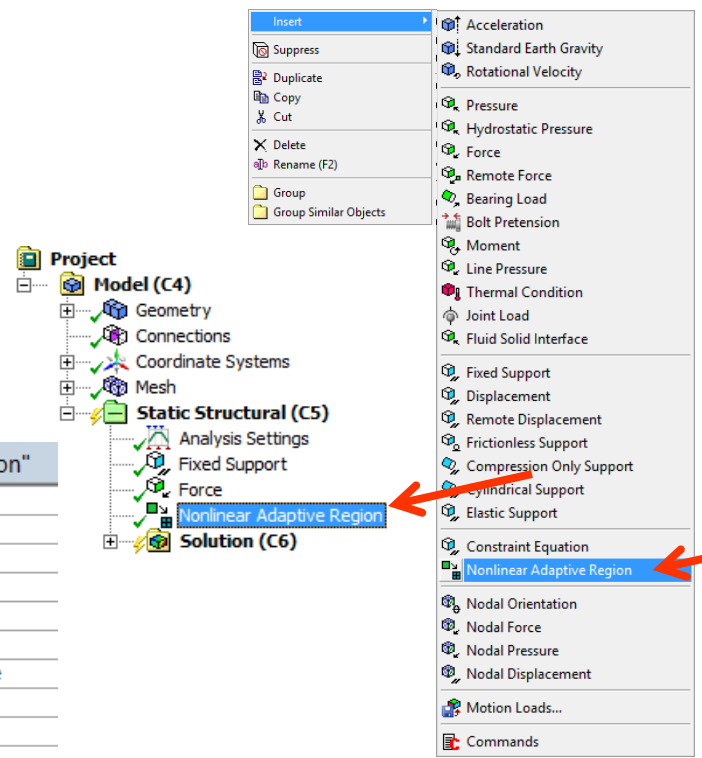 Insert
Suppress
Duplicate
Copy
Cut
Delete
Rename (F2)
Group
Group Similar Objects
Acceleration
Standard Earth Gravity
Rotational Velocity
Pressure
Hydrostatic Pressure
Force
Remote Force
Bearing Load
Bolt Pretension
Moment
Line Pressure
Thermal Condition
Joint Load
Fluid Solid Interface
Fixed Support
Displacement
Remote Displacement
Frictionless Support
Compression Only Support
Cylindrical Support
Elastic Support
Constraint Equation
Nonlinear Adaptive Region
Nodal Orientation
Nodal Force
Nodal Pressure
Nodal Displacement
Motion Loads...
Commands
Project
Model (C4)
Geometry
Connections
Coordinate Systems
Mesh
Static Structural (C5)
Analysis Settings
Fixed Support
Force
Nonlinear Adaptive Region
Solution (C6)
on"